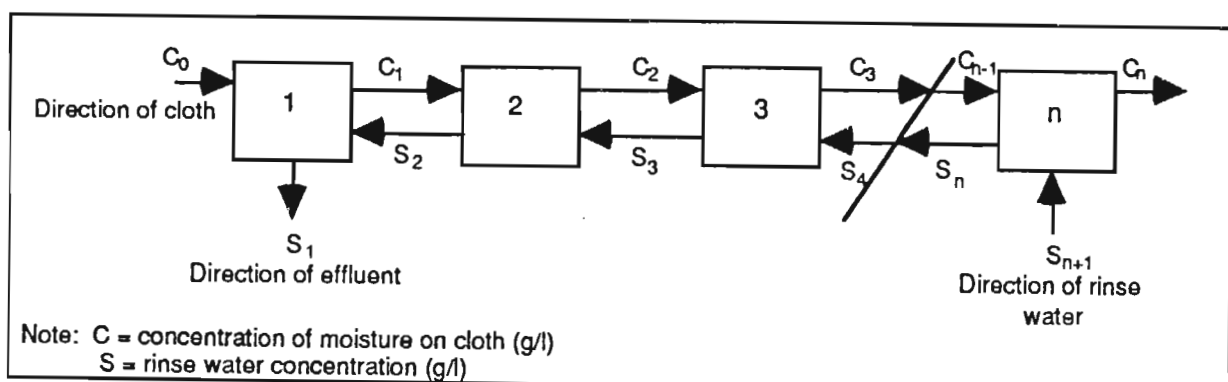 C₀ C₁ C₂ C₃ Cₙ₋₁ Cₙ
Direction of cloth
1 2 3 n
S₂ S₃ S₄ Sₙ
S₁
Direction of effluent
Sₙ₊₁
Direction of rinse
water
Note: C = concentration of moisture on cloth (g/l)
S = rinse water concentration (g/l)